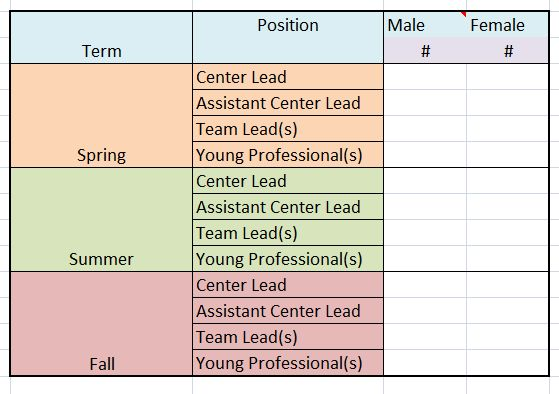 Position Male Female
Term # #
Center Lead
Assistant Center Lead
Team Lead(s)
Spring Young Professional(s)
Center Lead
Assistant Center Lead
Team Lead(s)
Summer Young Professional(s)
Center Lead
Assistant Center Lead
Team Lead(s)
Fall Young Professional(s)